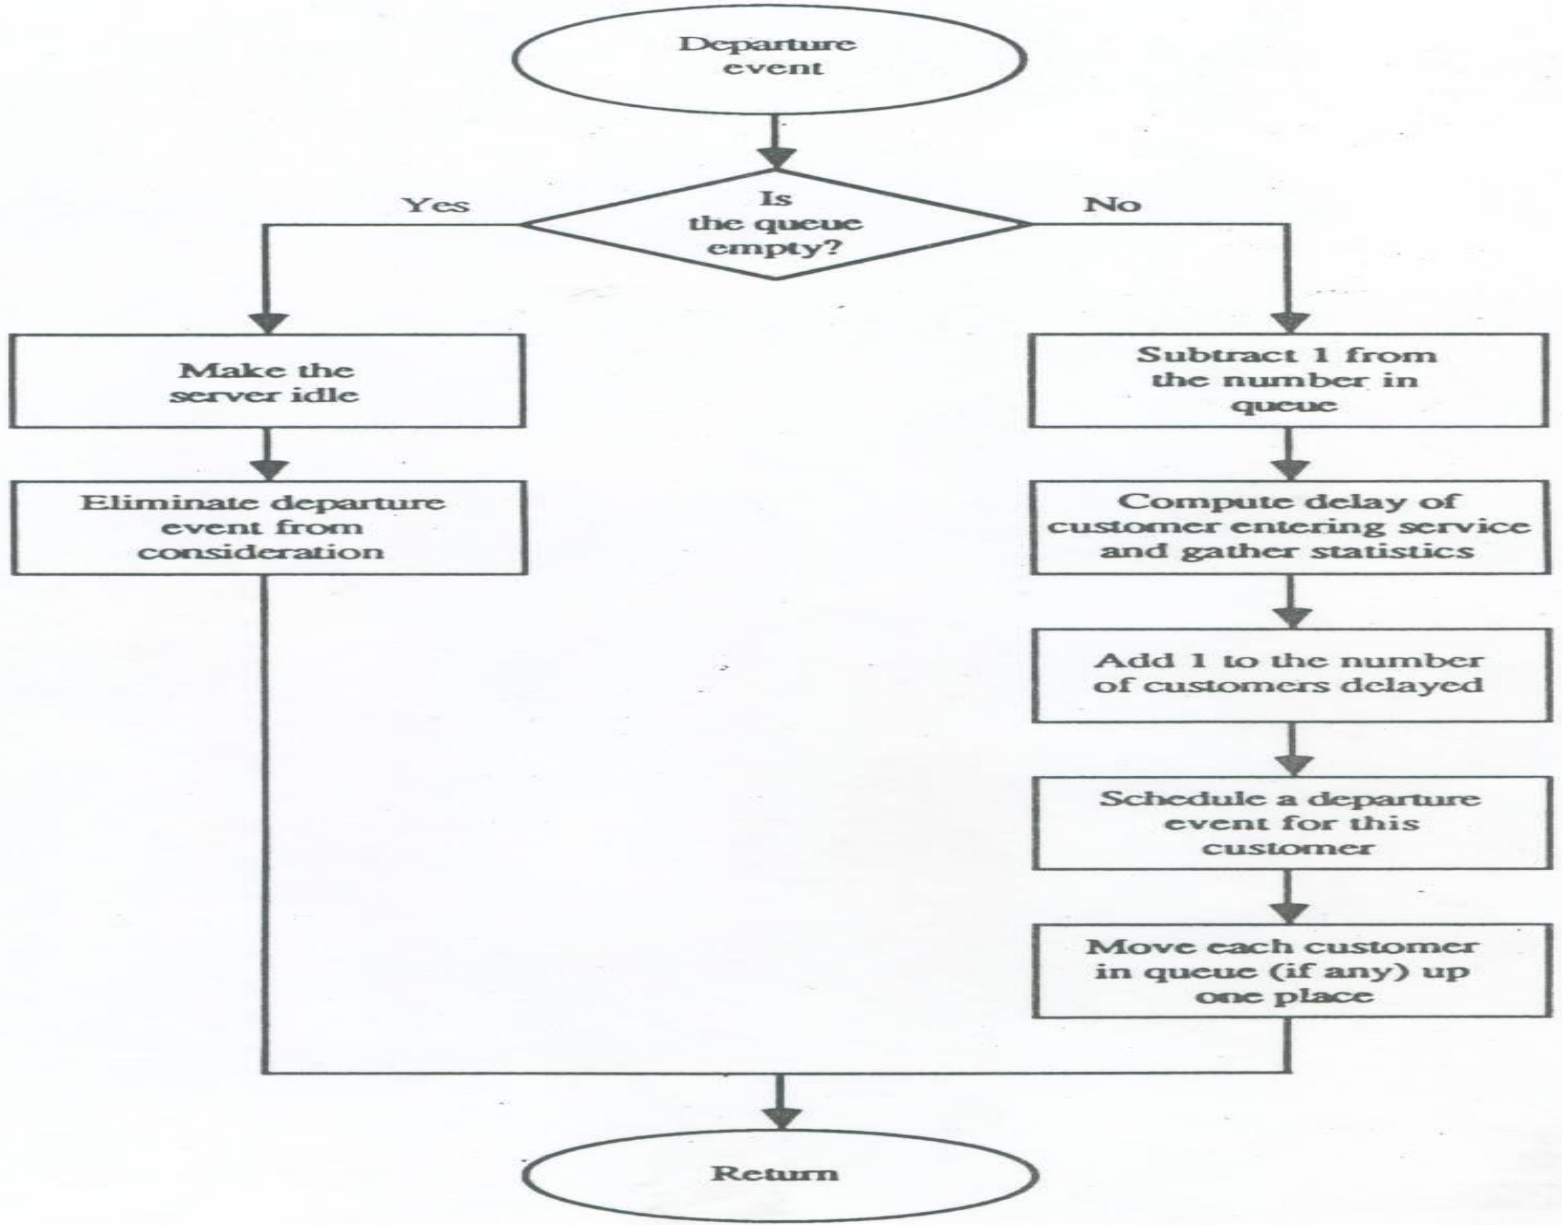 Departure
event
Is
the queue
empty?
Yes
No
Make the
server idle
Eliminate departure
event from
consideration
Subtract 1 from
the number in
queue
Compute delay of
customer entering service
and gather statistics
Add 1 to the number
of customers delayed
Schedule a departure
event for this
customer
Move each customer
in queue (if any) up
one place
Return